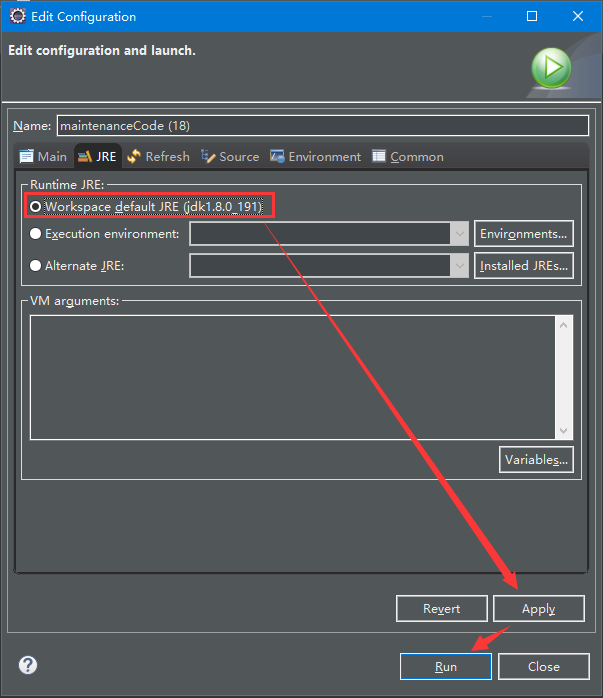 Edit Configuration
Edit configuration and launch.
Name: maintenanceCode (18)
Main JRE Refresh Source Environment Common
Runtime JRE:
Workspace default JRE (jdk1.8.0_191)
Execution environment: Environments...
Alternate JRE: Installed JREs...
VM arguments:
Variables...
Revert Apply
? Run Close